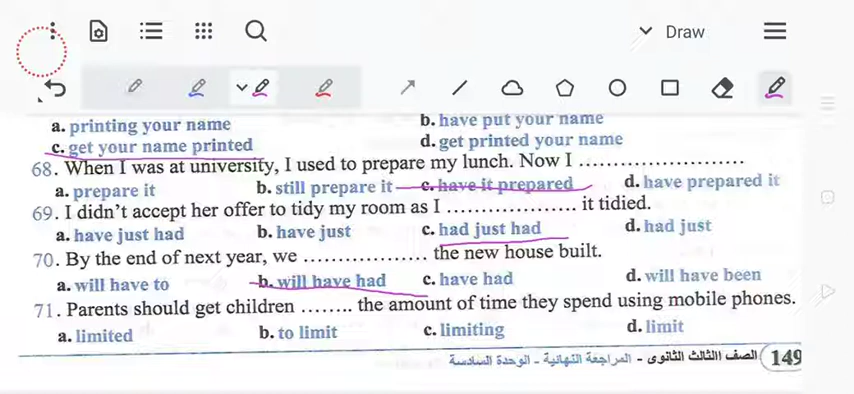 Draw
a. printing your name b. have put your name
c. get your name printed d. get printed your name
68. When I was at university, I used to prepare my lunch. Now I ........................
a. prepare it b. still prepare it c. have it prepared d. have prepared it
69. I didn't accept her offer to tidy my room as I ................... it tidied.
a. have just had b. have just c. had just had d. had just
70. By the end of next year, we .................. the new house built.
a. will have to b. will have had c. have had d. will have been
71. Parents should get children ........ the amount of time they spend using mobile phones.
a. limited b. to limit c. limiting d. limit
149 الصف الثالث الثانوى - المراجعة النهائية - الوحدة السادسة